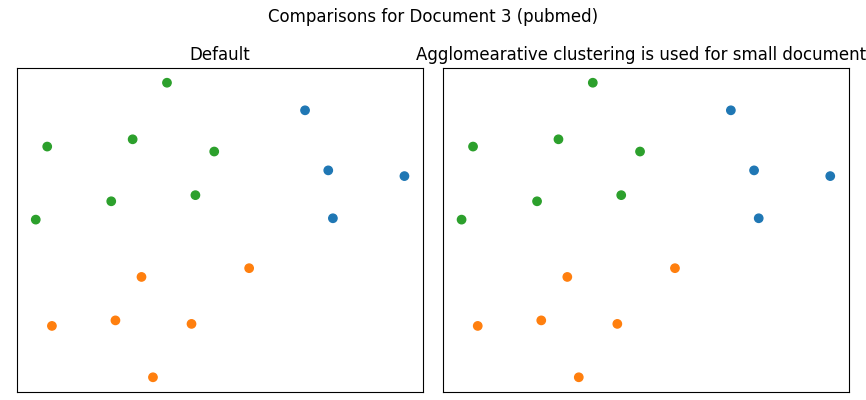 Comparisons for Document 3 (pubmed)
Default
Agglomearative clustering is used for small document